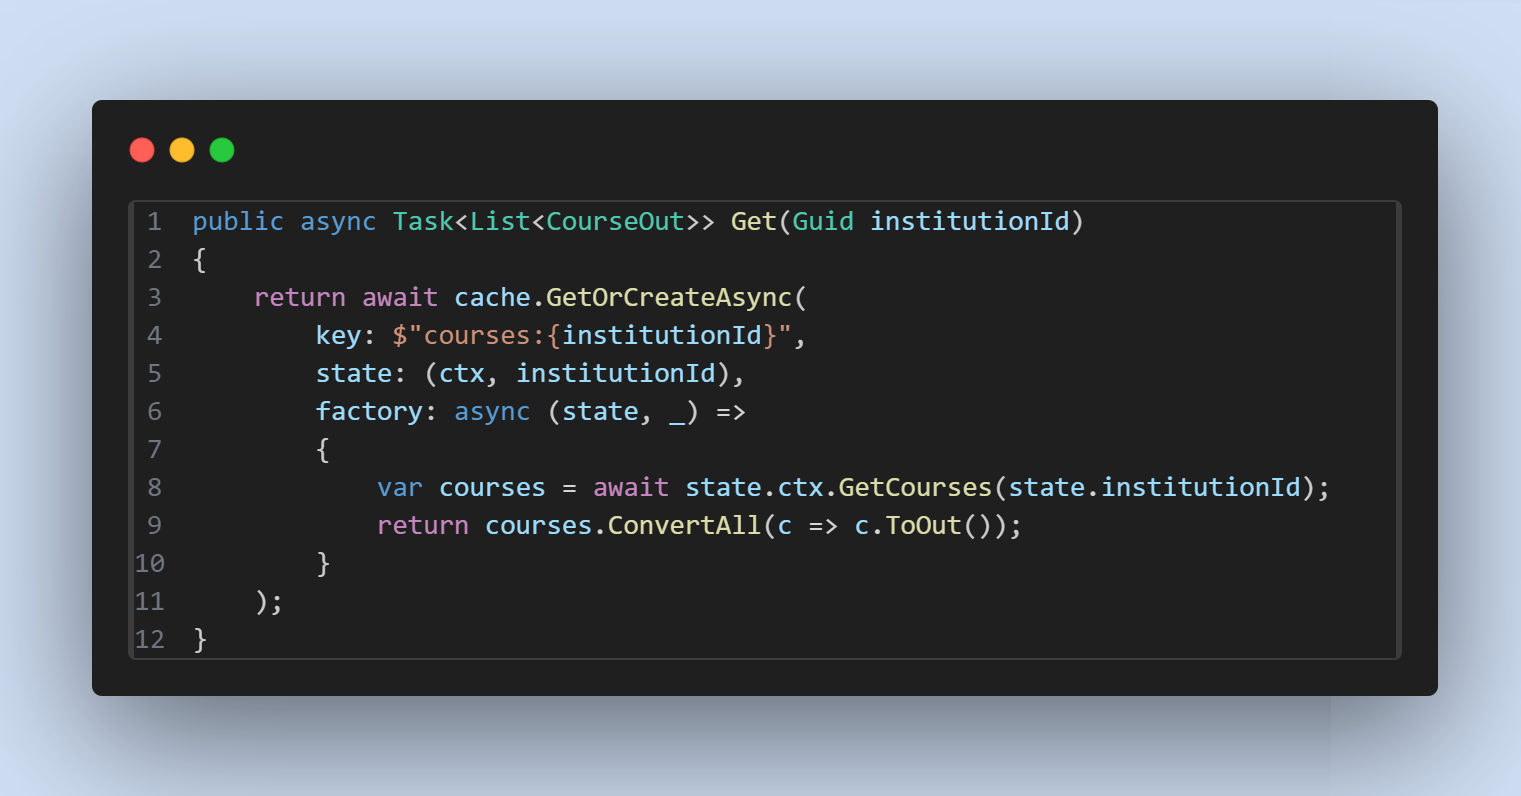 1 public async Task<List<CourseOut>> Get(Guid institutionId)
2 {
3     return await cache.GetOrCreateAsync(
4         key: $"courses:{institutionId}",
5         state: (ctx, institutionId),
6         factory: async (state, _) =>
7         {
8             var courses = await state.ctx.GetCourses(state.institutionId);
9             return courses.ConvertAll(c => c.ToOut());
10         }
11     );
12 }